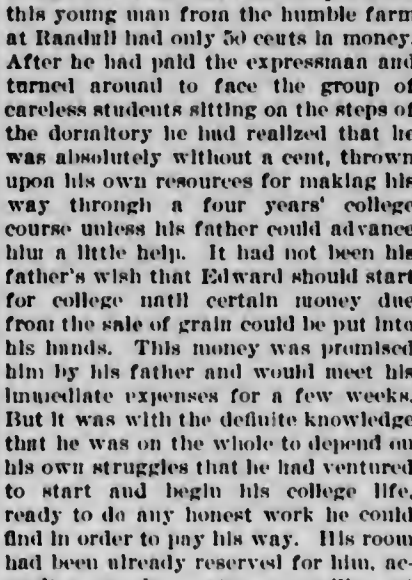 this young man from the humble farm
at Randull had only 50 cents in money.
After he had paid the expressman and
turned around to face the group of
careless students sitting on the steps of
the dormitory he had realized that he
was absolutely without a cent, thrown
upon his own resources for making his
way through a four years' college
course unless his father could advance
him a little help. It had not been his
father's wish that Edward should start
for college until certain money due
from the sale of grain could be put into
his hands. This money was promised
him by his father and would meet his
immediate expenses for a few weeks.
But it was with the definite knowledge
that he was on the whole to depend on
his own struggles that he had ventured
to start and begin his college life,
ready to do any honest work he could
find in order to pay his way. His room
had been already reserved for him, ac-